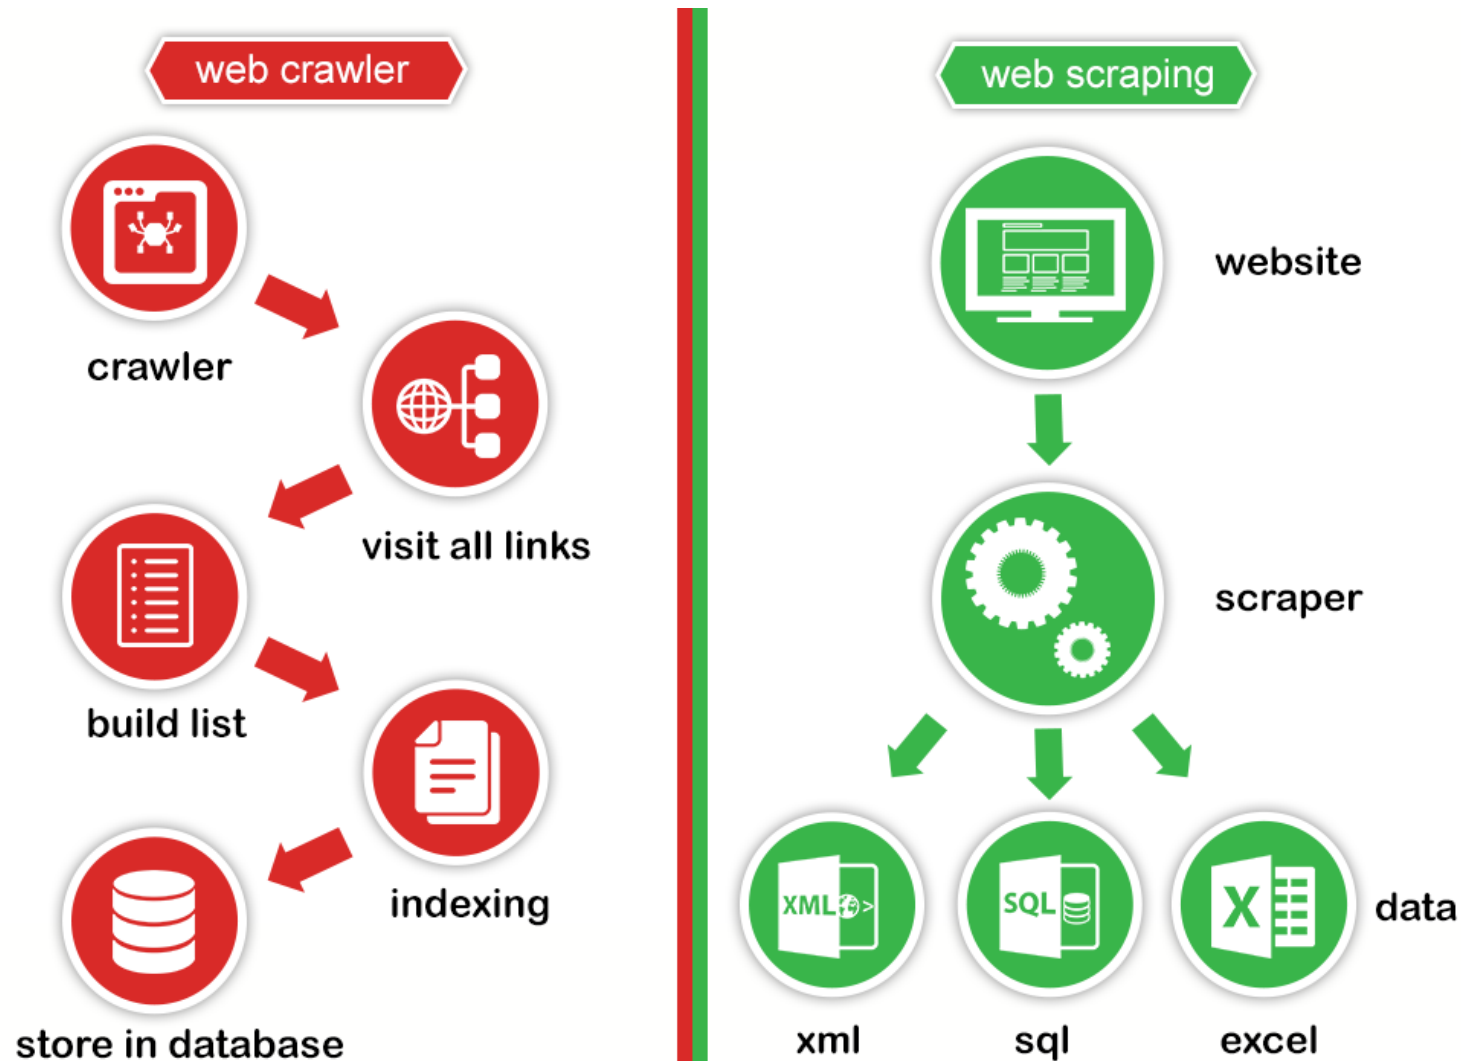 web crawler
crawler
visit all links
build list
indexing
store in database
web scraping
website
scraper
XML
SQL
X
data
xml
sql
excel